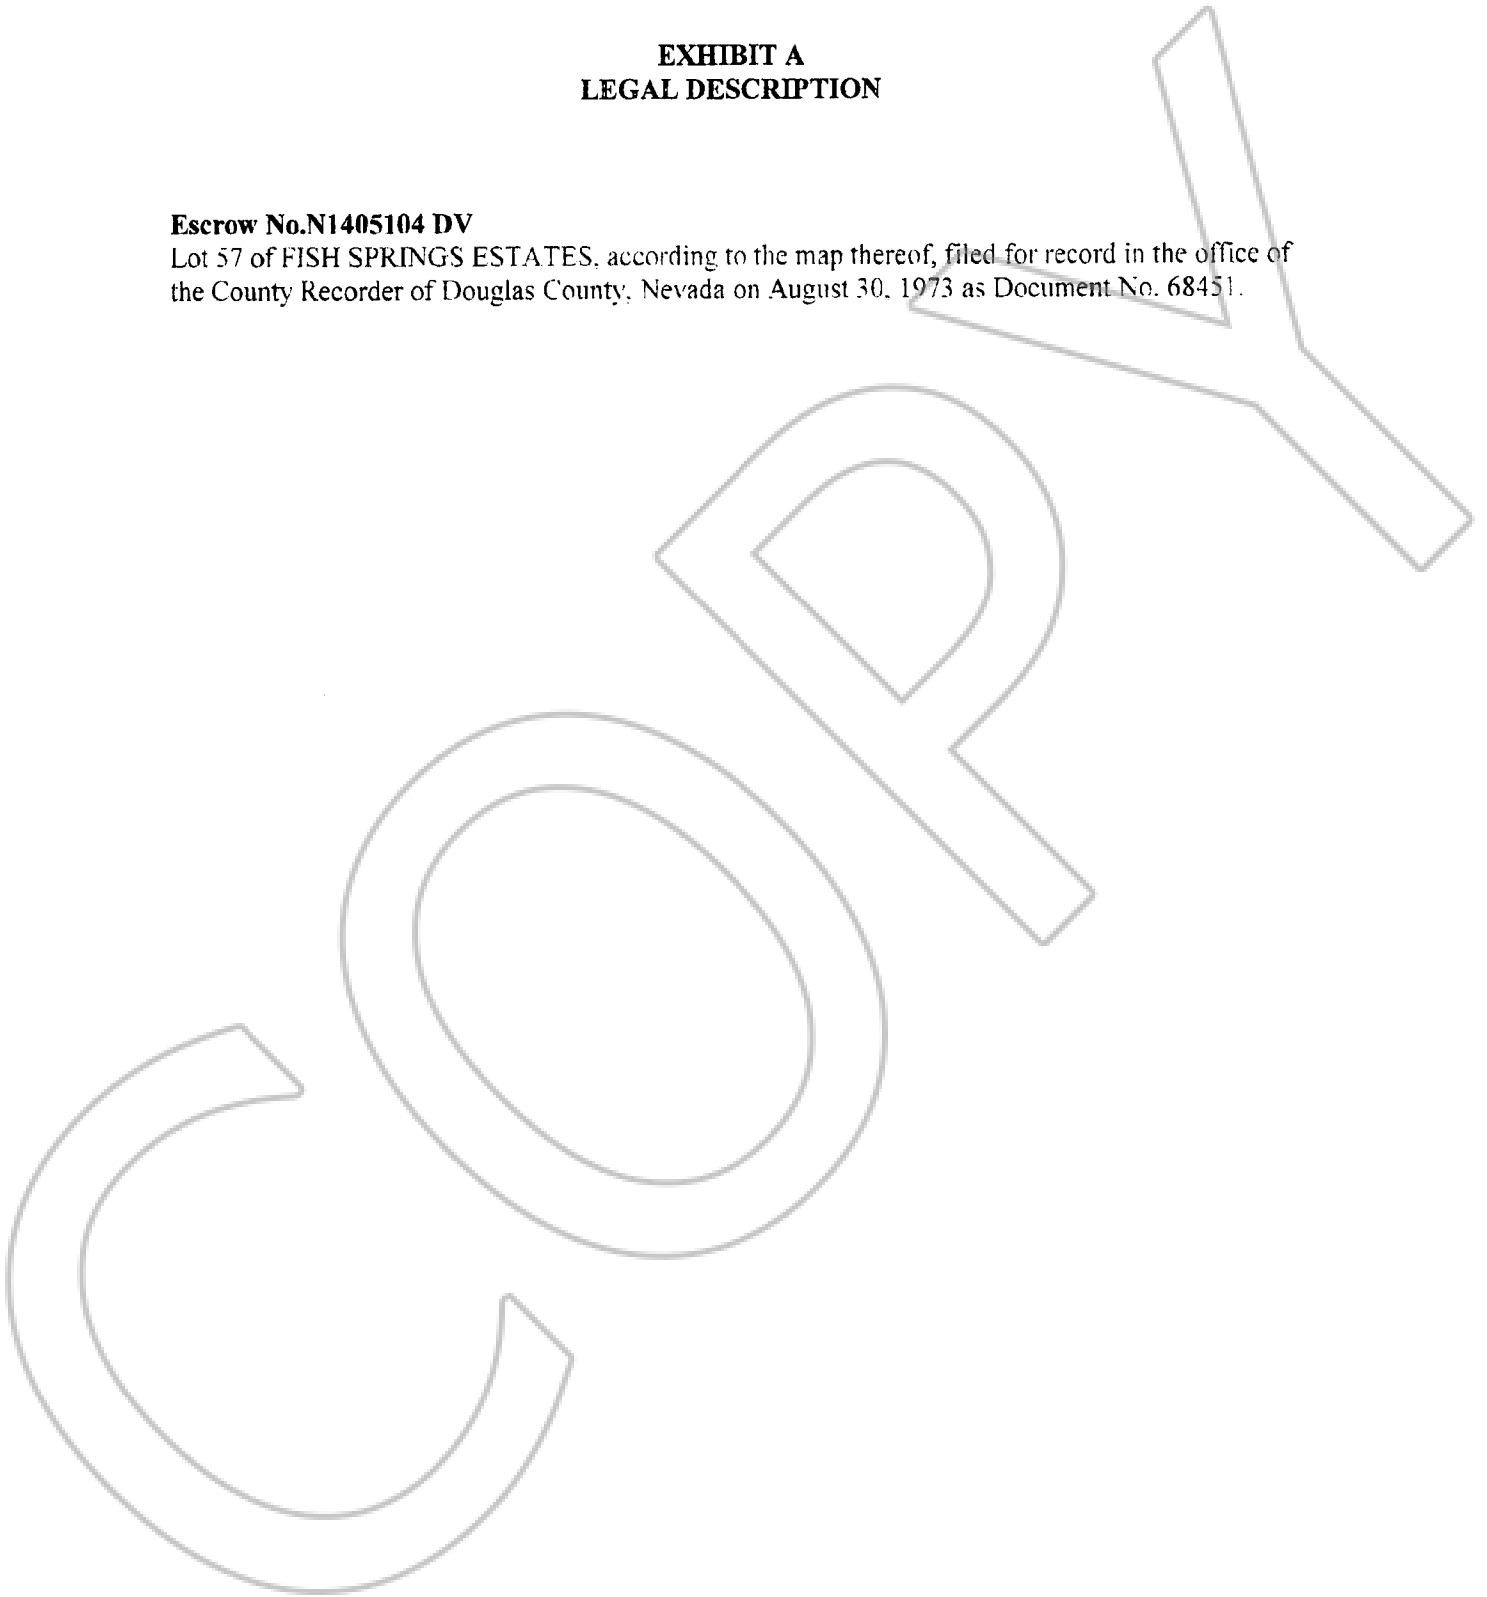 EXHIBIT A
LEGAL DESCRIPTION
Escrow No.N1405104 DV
Lot 57 of FISH SPRINGS ESTATES, according to the map thereof, filed for record in the office of
the County Recorder of Douglas County, Nevada on August 30, 1973 as Document No. 68451.
COPY